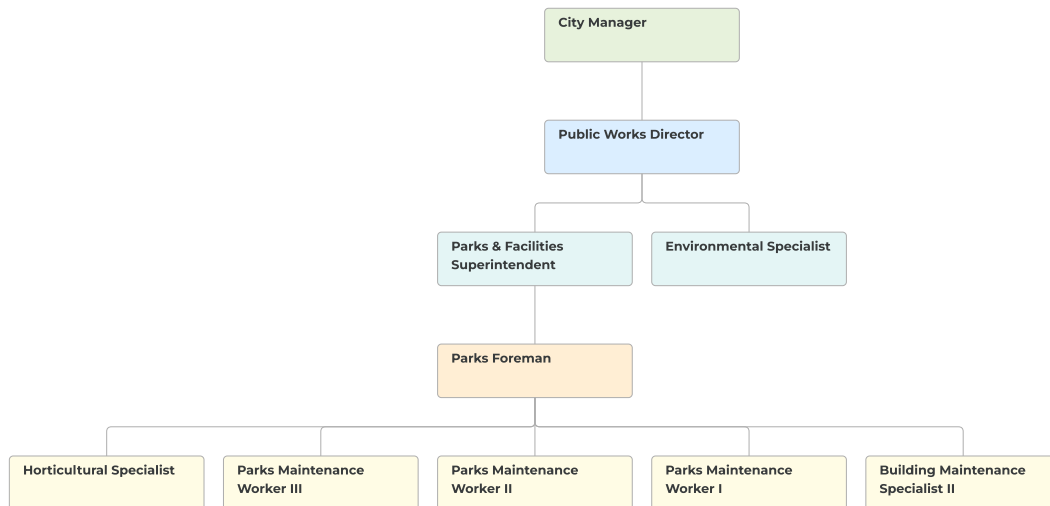 City Manager
Public Works Director
Parks & Facilities
Superintendent
Environmental Specialist
Parks Foreman
Horticultural Specialist
Parks Maintenance
Worker III
Parks Maintenance
Worker II
Parks Maintenance
Worker I
Building Maintenance
Specialist II